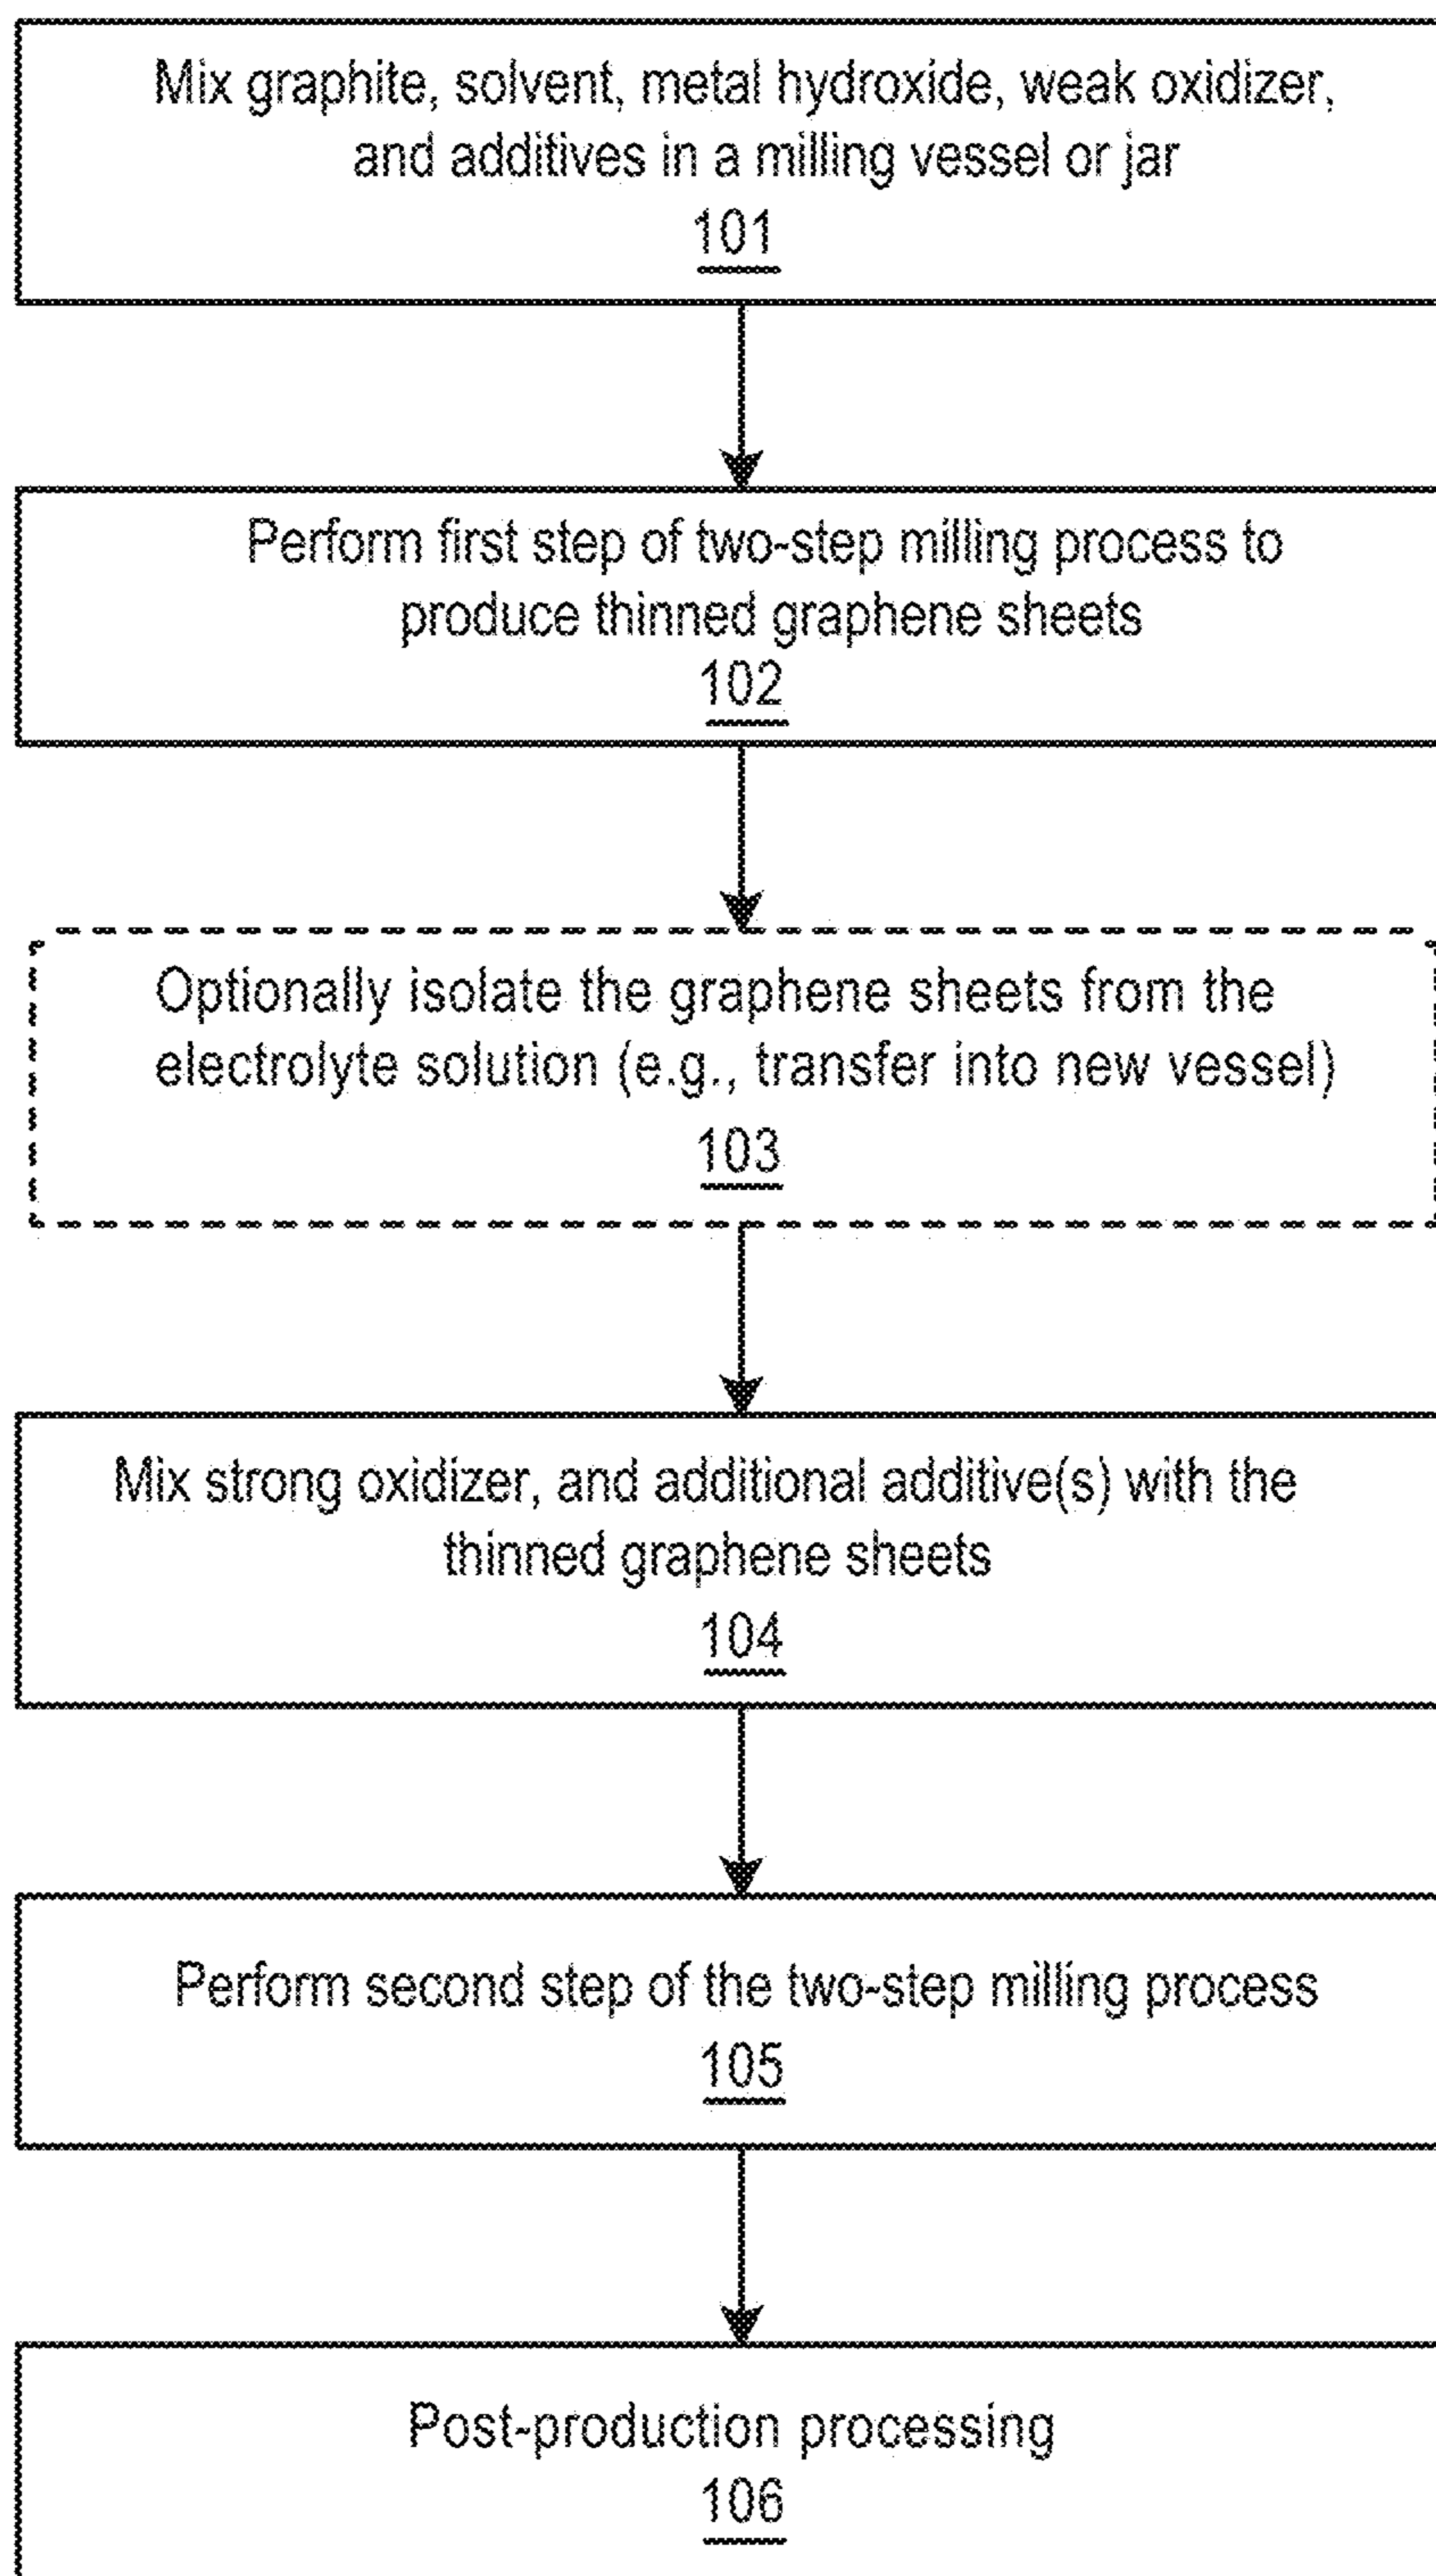 Mix graphite, solvent, metal hydroxide, weak oxidizer,
and additives in a milling vessel or jar
101
Perform first step of two-step milling process to
produce thinned graphene sheets
102
Optionally isolate the graphene sheets from the
electrolyte solution (e.g., transfer into new vessel)
103
Mix strong oxidizer, and additional additive(s) with the
thinned graphene sheets
104
Perform second step of the two-step milling process
105
Post-production processing
106